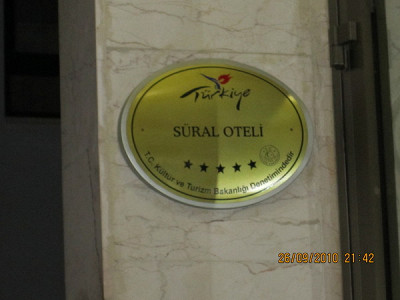 Türkiye
SÜRAL OTELİ
T.C. Kültür ve Turizm Bakanlığı Denetimindedir
26/09/2010 21:42